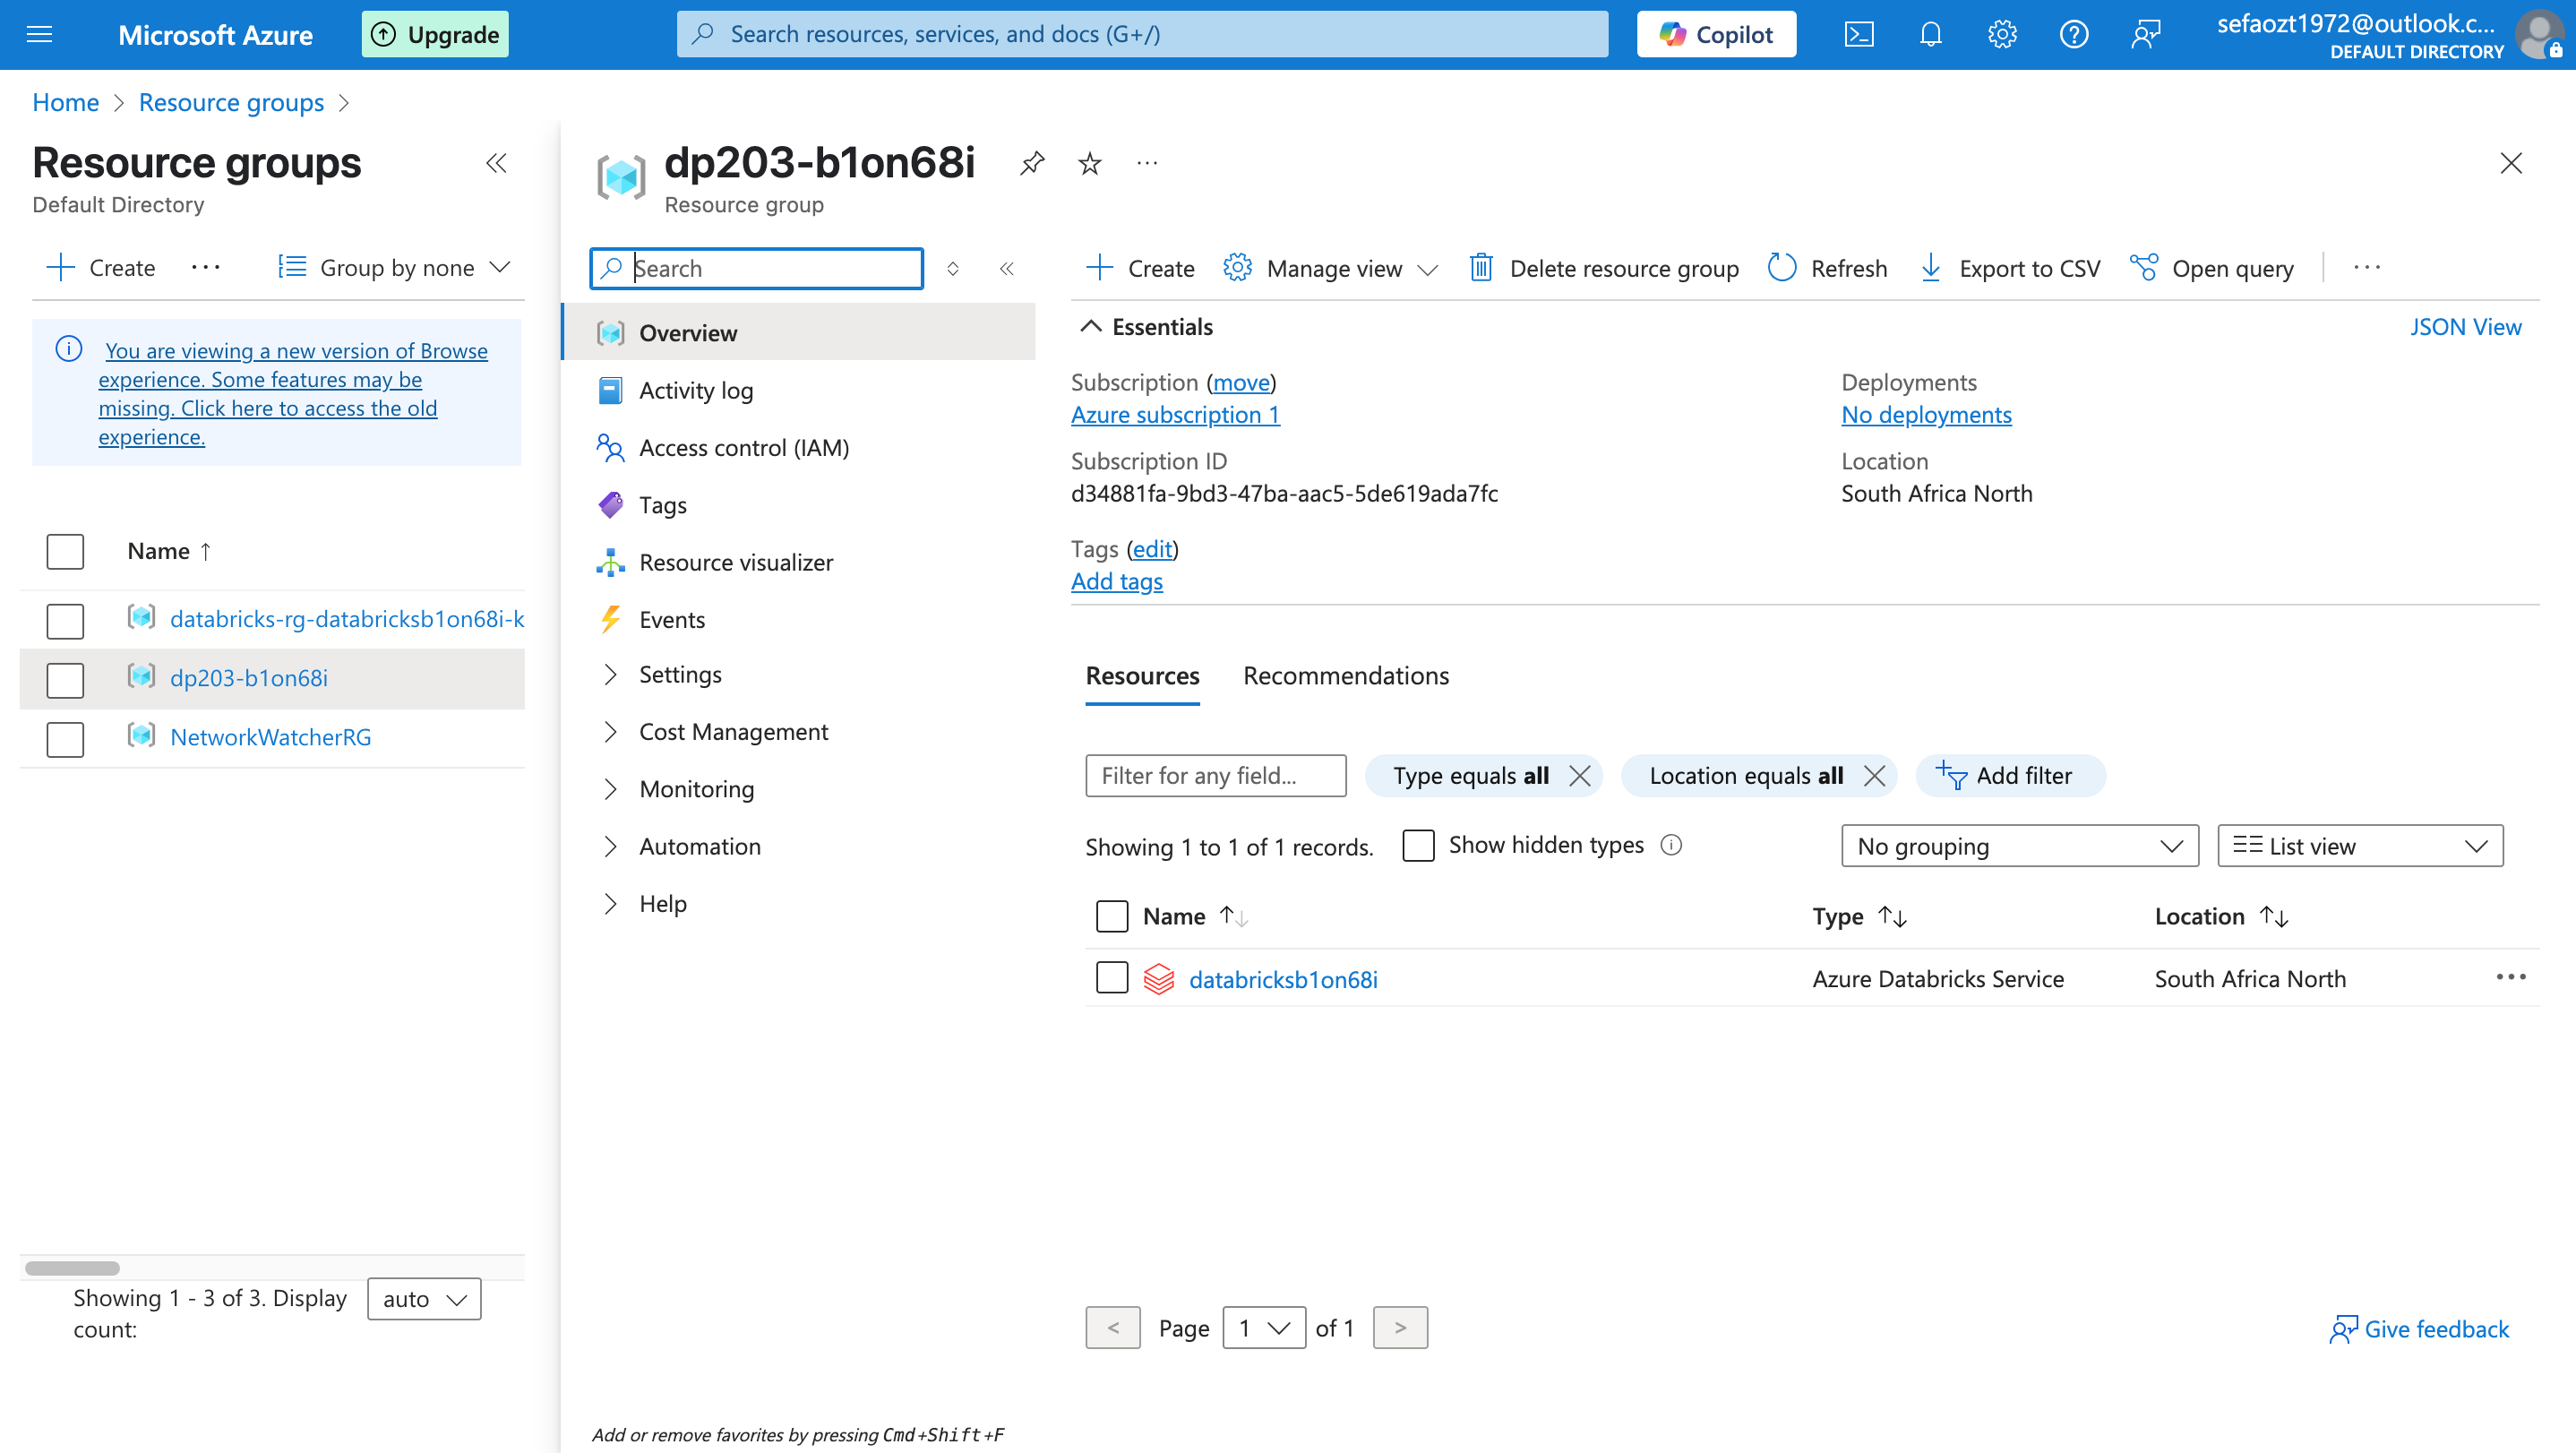 Microsoft Azure
Upgrade
Search resources, services, and docs (G+/)
Copilot
sefaozt1972@outlook.c...
DEFAULT DIRECTORY
Home
Resource groups
Resource groups
Default Directory
Create
Group by none
You are viewing a new version of Browse
experience. Some features may be
missing. Click here to access the old
experience.
Name ↑
databricks-rg-databricksb1on68i-k
dp203-b1on68i
NetworkWatcherRG
Showing 1 - 3 of 3. Display
count:
auto
dp203-b1on68i
Resource group
Search
Overview
Activity log
Access control (IAM)
Tags
Resource visualizer
Events
Settings
Cost Management
Monitoring
Automation
Help
Add or remove favorites by pressing Cmd+Shift+F
Create
Manage view
Delete resource group
Refresh
Export to CSV
Open query
Essentials
JSON View
Subscription (move)
Azure subscription 1
Subscription ID
d34881fa-9bd3-47ba-aac5-5de619ada7fc
Tags (edit)
Add tags
Deployments
No deployments
Location
South Africa North
Resources
Recommendations
Filter for any field...
Type equals all
Location equals all
Add filter
Showing 1 to 1 of 1 records.
Show hidden types
No grouping
List view
Name ↑↓
Type ↑↓
Location ↑↓
databricksb1on68i
Azure Databricks Service
South Africa North
< Page 1 of 1 >
Give feedback